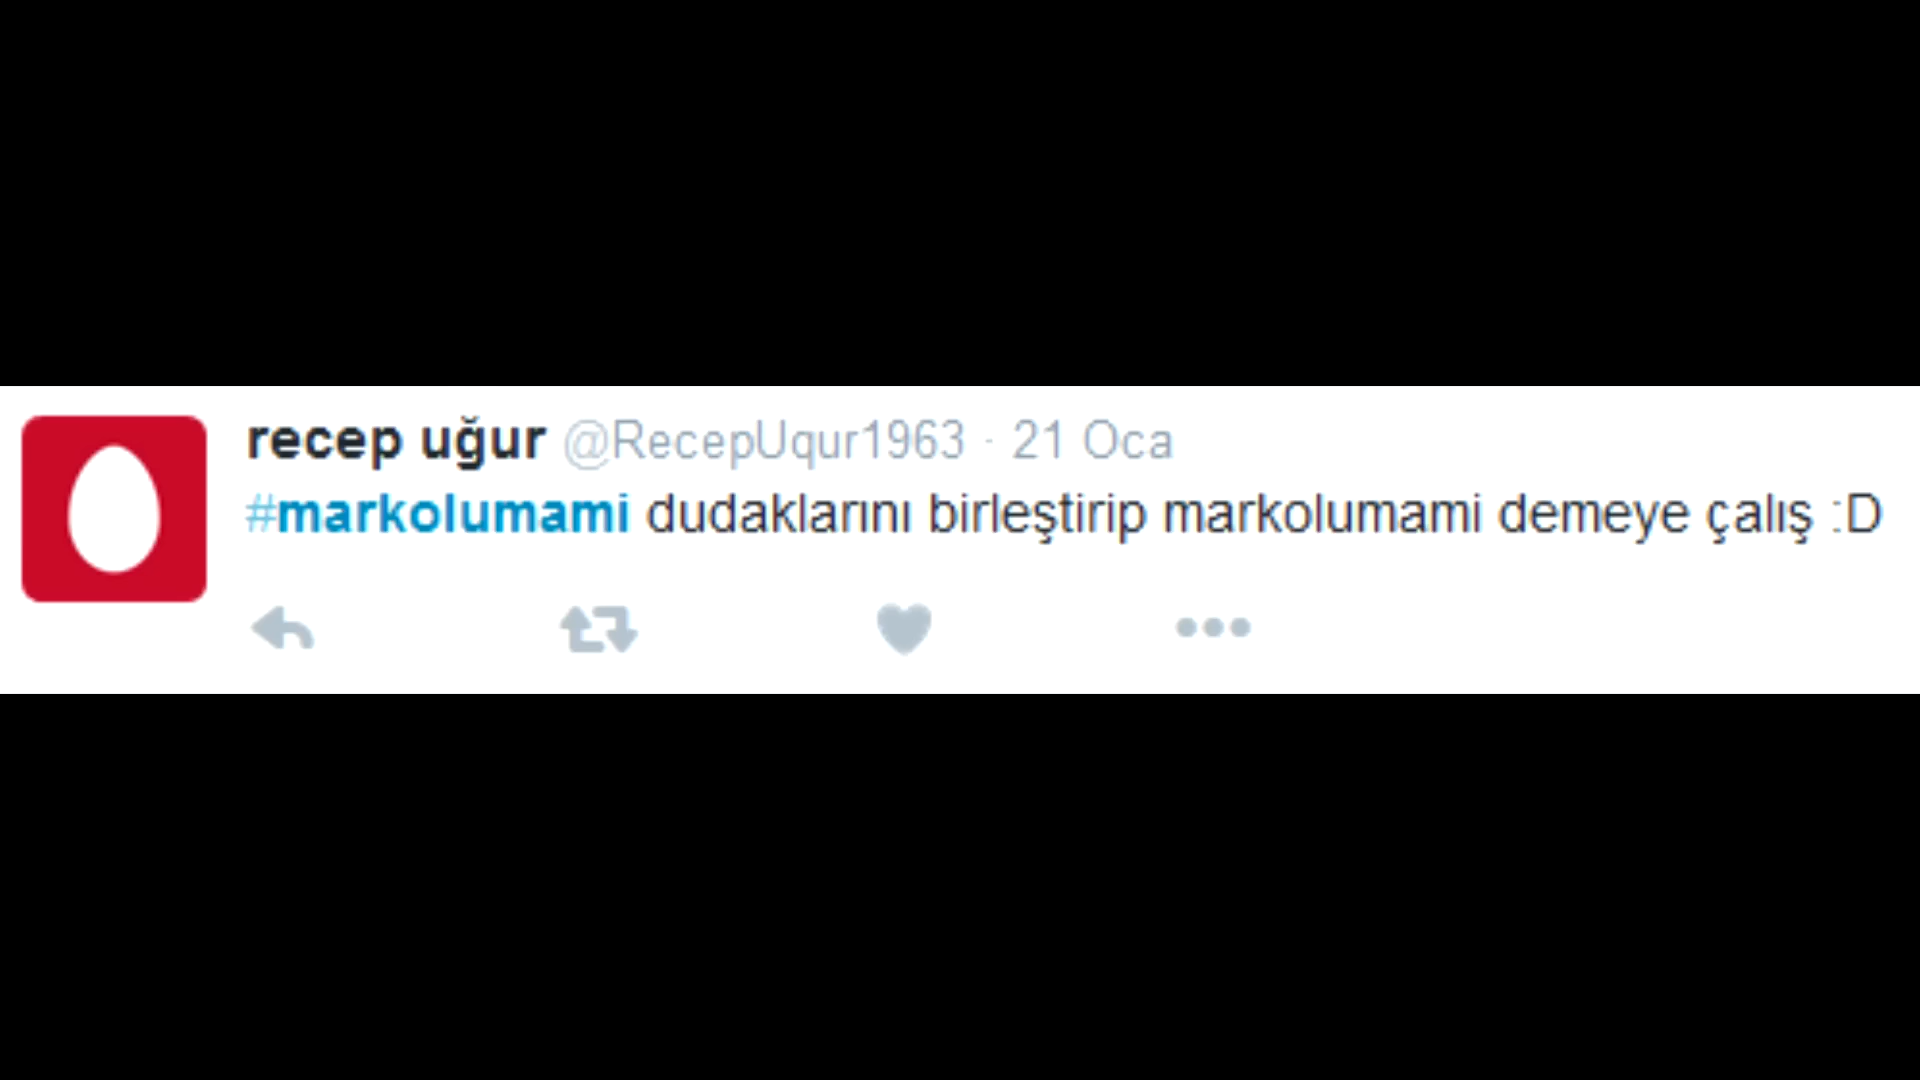 recep uğur @RecepUqur1963 · 21 Oca
#markolumami dudaklarını birleştirip markolumami demeye çalış :D